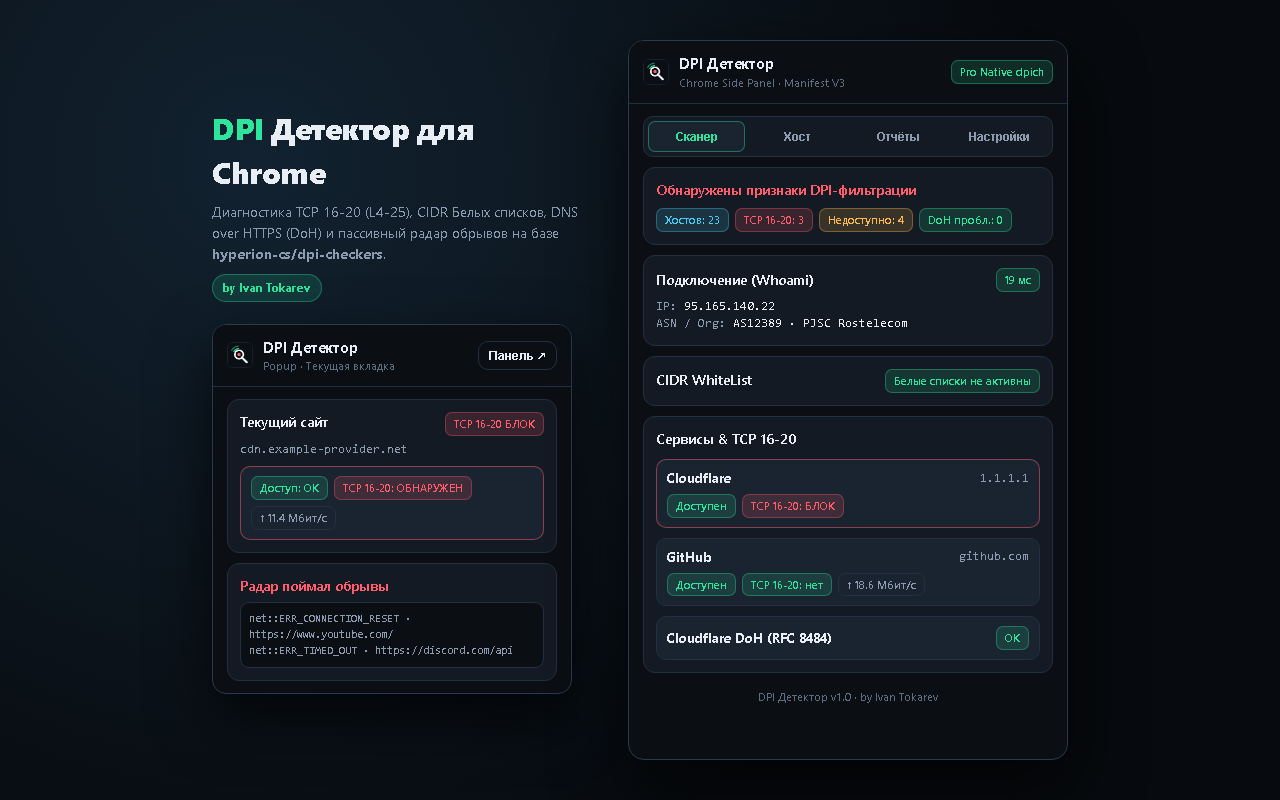 DPI Детектор для
Chrome
Диагностика TCP 16-20 (L4-25), CIDR Белых списков, DNS
over HTTPS (DoH) и пассивный радар обрывов на базе
hyperion-cs/dpi-checkers.
by Ivan Tokarev
DPI Детектор
Popup · Текущая вкладка
Панель ↗
Текущий сайт
TCP 16-20 БЛОК
cdn.example-provider.net
Доступ: OK
TCP 16-20: ОБНАРУЖЕН
↑ 11.4 Мбит/с
Радар поймал обрывы
net::ERR_CONNECTION_RESET ·
https://www.youtube.com/
net::ERR_TIMED_OUT · https://discord.com/api
DPI Детектор
Chrome Side Panel · Manifest V3
Pro Native dpich
Сканер
Хост
Отчёты
Настройки
Обнаружены признаки DPI-фильтрации
Хостов: 23
TCP 16-20: 3
Недоступно: 4
DoH пробл.: 0
Подключение (Whoami)
19 мс
IP: 95.165.140.22
ASN / Org: AS12389 · PJSC Rostelecom
CIDR WhiteList
Белые списки не активны
Сервисы & TCP 16-20
Cloudflare
1.1.1.1
Доступен
TCP 16-20: БЛОК
GitHub
github.com
Доступен
TCP 16-20: нет
↑ 18.6 Мбит/с
Cloudflare DoH (RFC 8484)
OK
DPI Детектор v1.0 · by Ivan Tokarev